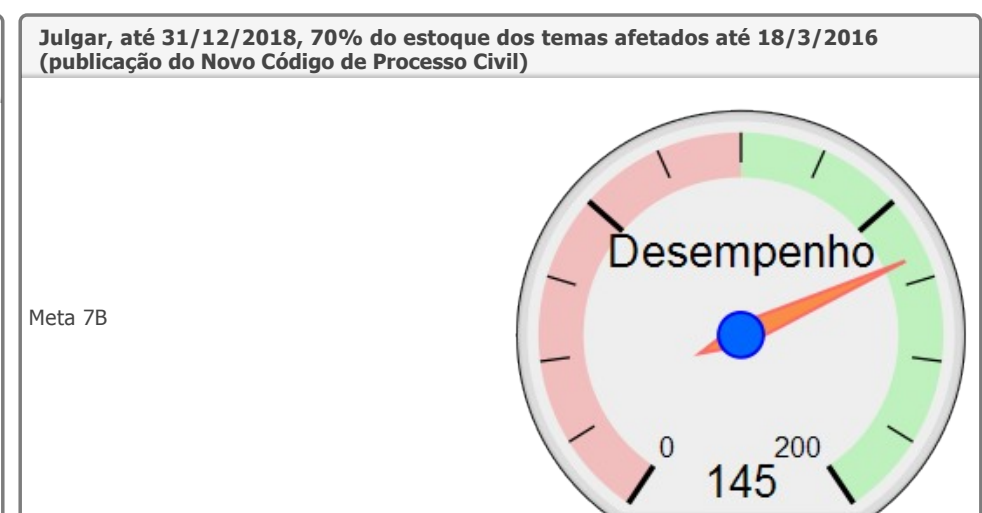 Julgar, até 31/12/2018, 70% do estoque dos temas afetados até 18/3/2016
(publicação do Novo Código de Processo Civil)
Desempenho
Meta 7B
0
200
145